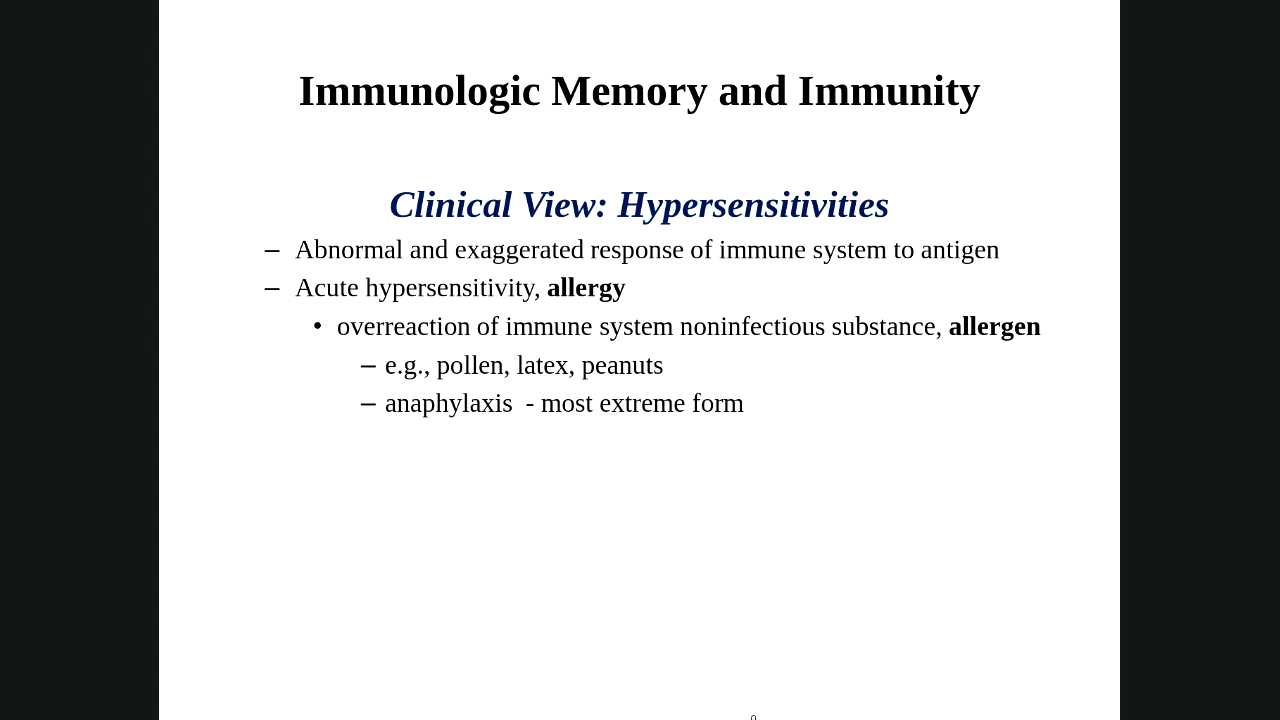 Immunologic Memory and Immunity
Clinical View: Hypersensitivities
– Abnormal and exaggerated response of immune system to antigen
– Acute hypersensitivity, allergy
• overreaction of immune system noninfectious substance, allergen
– e.g., pollen, latex, peanuts
– anaphylaxis  - most extreme form